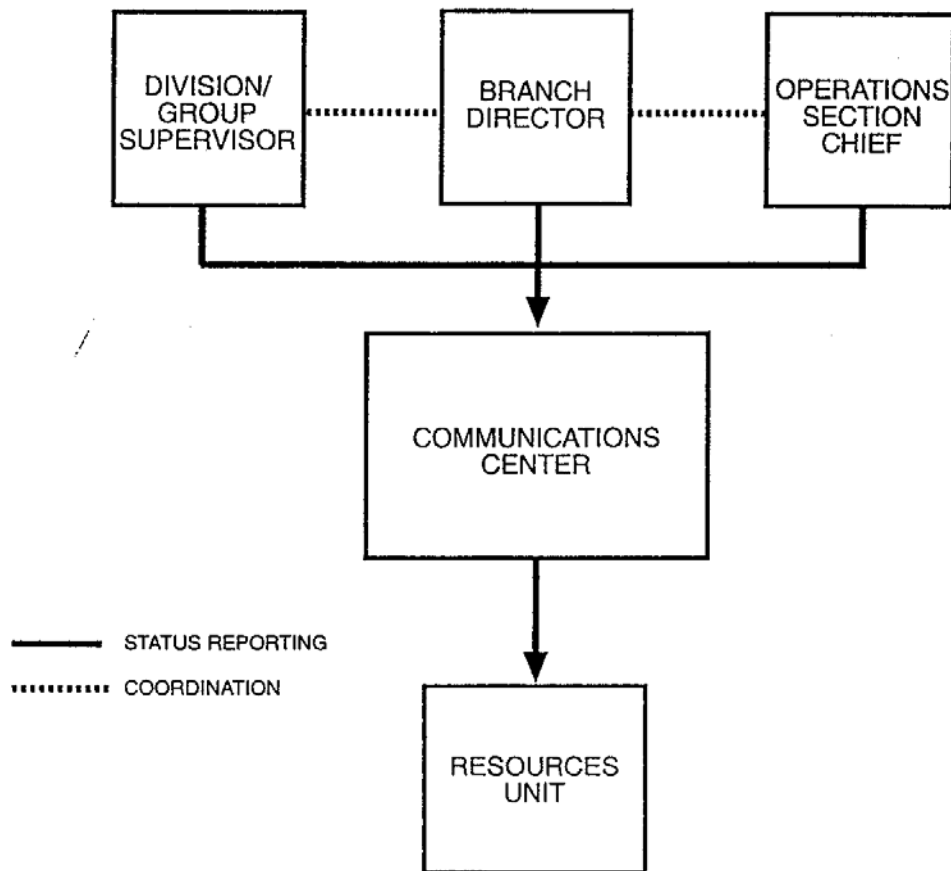 DIVISION/
GROUP
SUPERVISOR
BRANCH
DIRECTOR
OPERATIONS
SECTION
CHIEF
COMMUNICATIONS
CENTER
STATUS REPORTING
COORDINATION
RESOURCES
UNIT